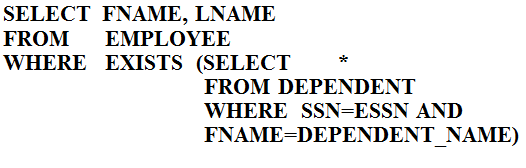 SELECT FNAME, LNAME
FROM EMPLOYEE
WHERE EXISTS (SELECT *
FROM DEPENDENT
WHERE SSN=ESSN AND
FNAME=DEPENDENT_NAME)